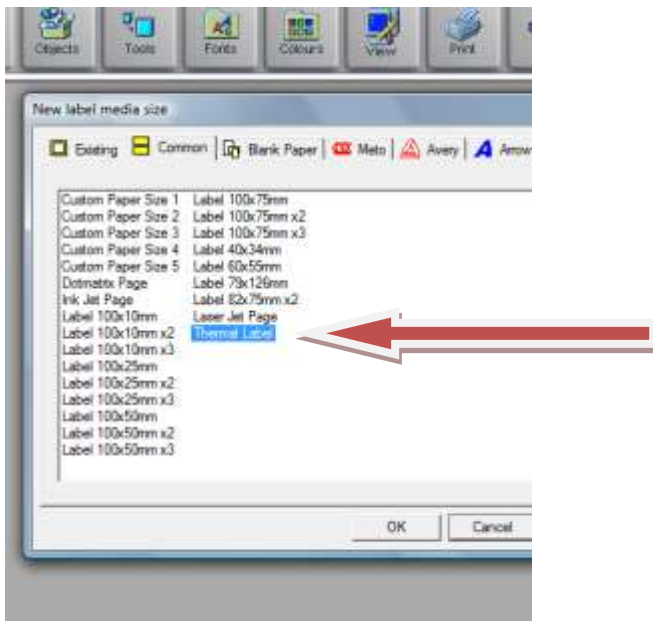 Objects Tools Fonts Colours View Print
New label media size
Existing Common Blank Paper Meto Avery Arrow
Custom Paper Size 1 Label 100x75mm
Custom Paper Size 2 Label 100x75mm x2
Custom Paper Size 3 Label 100x75mm x3
Custom Paper Size 4 Label 40x34mm
Custom Paper Size 5 Label 60x55mm
Dotmatrix Page Label 79x126mm
Ink Jet Page Label 82x75mm x2
Label 100x10mm Laser Jet Page
Label 100x10mm x2 Thermal Label
Label 100x10mm x3
Label 100x25mm
Label 100x25mm x2
Label 100x25mm x3
Label 100x50mm
Label 100x50mm x2
Label 100x50mm x3
OK Cancel